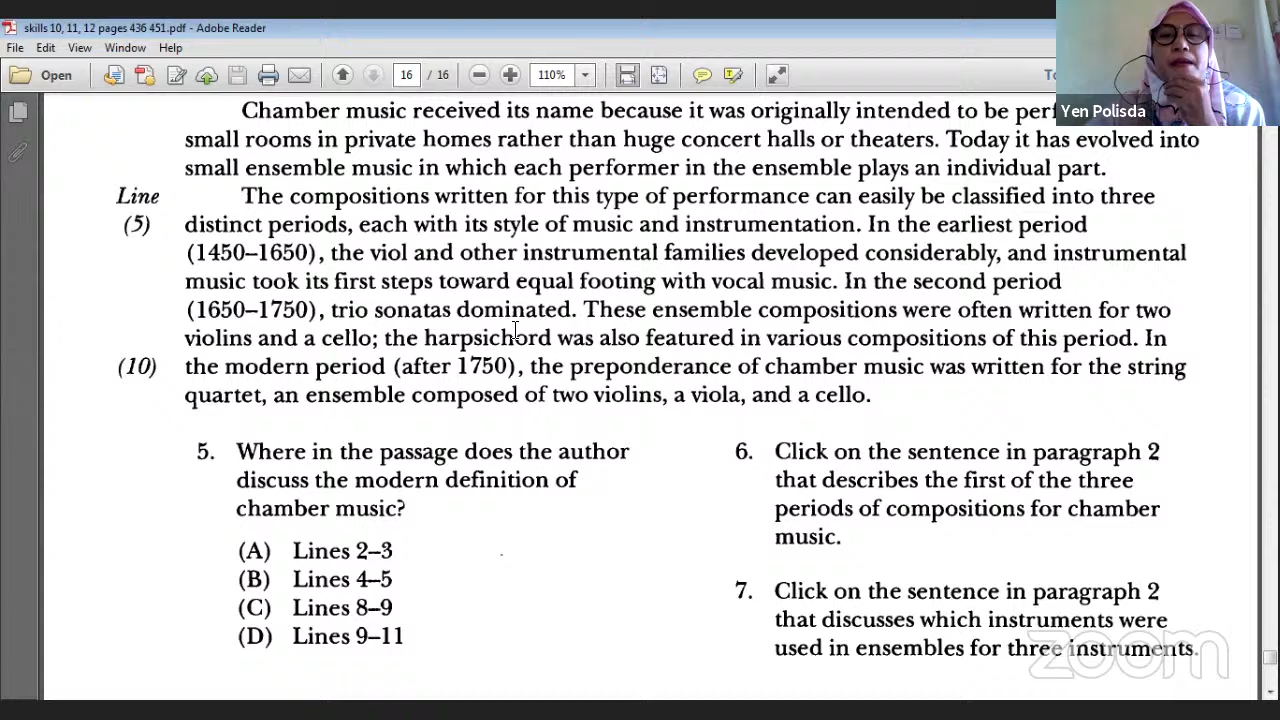 skills 10, 11, 12 pages 436 451.pdf - Adobe Reader
File Edit View Window Help
Open 16 / 16 110%
Yen Polisda
Chamber music received its name because it was originally intended to be
small rooms in private homes rather than huge concert halls or theaters. Today it has evolved into
small ensemble music in which each performer in the ensemble plays an individual part.
Line The compositions written for this type of performance can easily be classified into three
(5) distinct periods, each with its style of music and instrumentation. In the earliest period
(1450–1650), the viol and other instrumental families developed considerably, and instrumental
music took its first steps toward equal footing with vocal music. In the second period
(1650–1750), trio sonatas dominated. These ensemble compositions were often written for two
violins and a cello; the harpsichord was also featured in various compositions of this period. In
(10) the modern period (after 1750), the preponderance of chamber music was written for the string
quartet, an ensemble composed of two violins, a viola, and a cello.
5. Where in the passage does the author
discuss the modern definition of
chamber music?
(A) Lines 2–3
(B) Lines 4–5
(C) Lines 8–9
(D) Lines 9–11
6. Click on the sentence in paragraph 2
that describes the first of the three
periods of compositions for chamber
music.
7. Click on the sentence in paragraph 2
that discusses which instruments were
used in ensembles for three instruments.
zoom